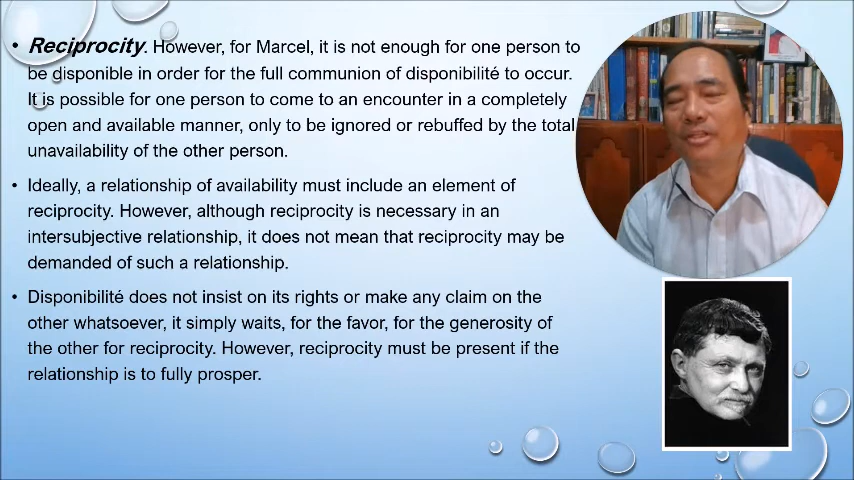 • Reciprocity. However, for Marcel, it is not enough for one person to
be disponible in order for the full communion of disponibilité to occur.
It is possible for one person to come to an encounter in a completely
open and available manner, only to be ignored or rebuffed by the total
unavailability of the other person.
• Ideally, a relationship of availability must include an element of
reciprocity. However, although reciprocity is necessary in an
intersubjective relationship, it does not mean that reciprocity may be
demanded of such a relationship.
• Disponibilité does not insist on its rights or make any claim on the
other whatsoever, it simply waits, for the favor, for the generosity of
the other for reciprocity. However, reciprocity must be present if the
relationship is to fully prosper.